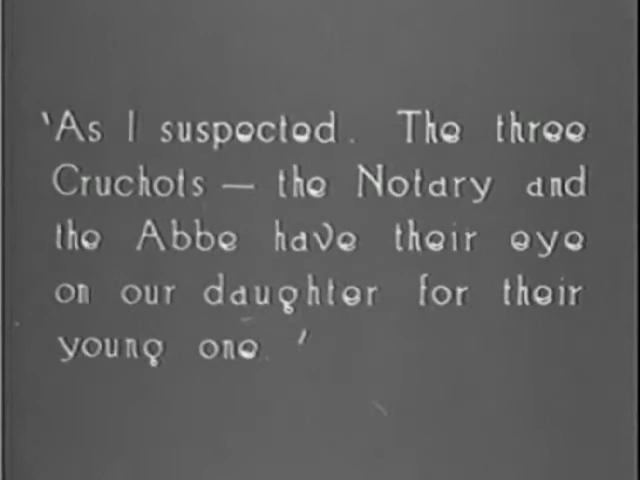 'As I suspected. The three
Cruchots — the Notary and
the Abbe have their eye
on our daughter for their
young one.'